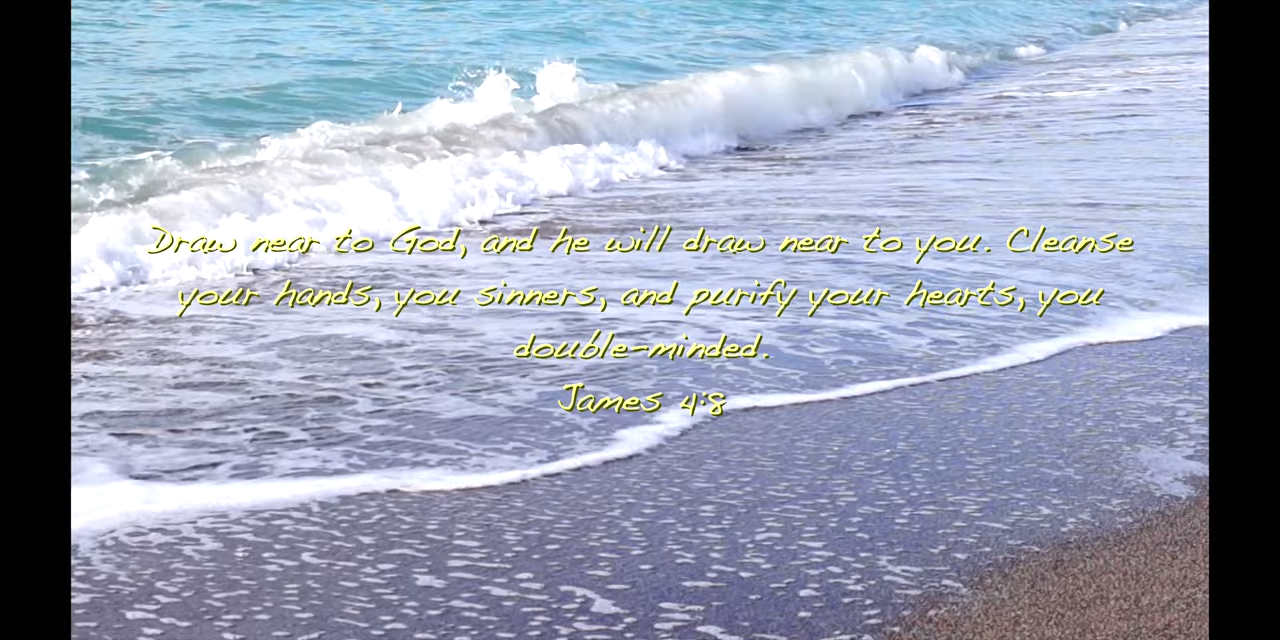 Draw near to God, and he will draw near to you. Cleanse
your hands, you sinners, and purify your hearts, you
double-minded.
James 4:8